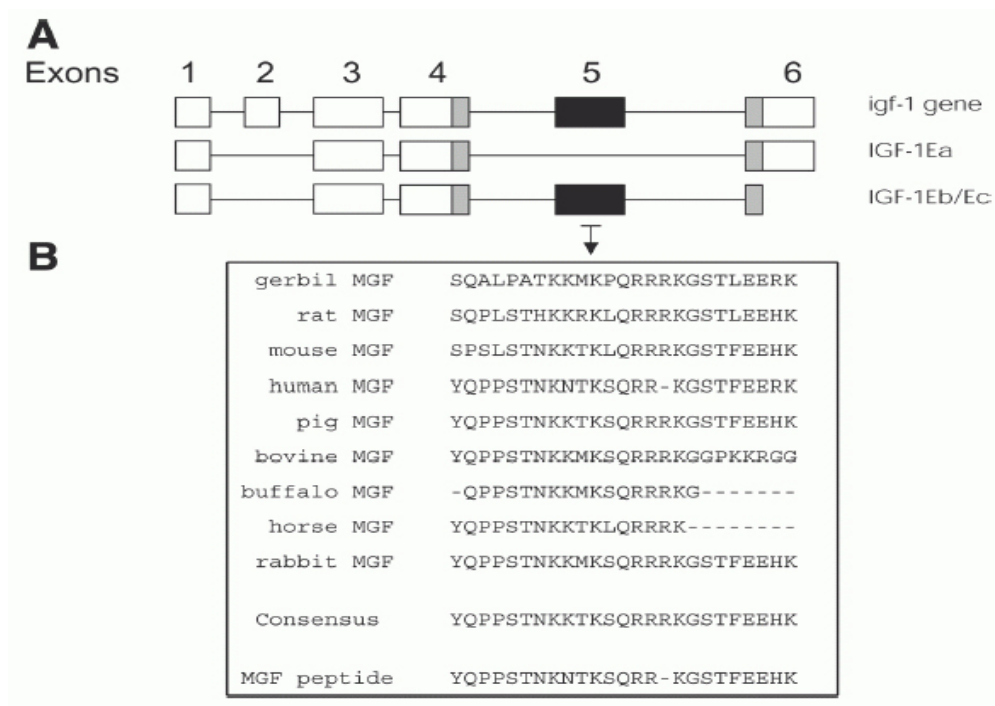 A
Exons 1 2 3 4 5 6
igf-1 gene
IGF-1Ea
IGF-1Eb/Ec
B
gerbil MGF SQALPATKKMKPQRRRKGSTLEERK
rat MGF SQPLSTHKKRKLQRRRKGSTLEEHK
mouse MGF SPSLSTNKKTKLQRRRKGSTFEEHK
human MGF YQPPSTNKNTKSQRR-KGSTFEERK
pig MGF YQPPSTNKKTKSQRRRKGSTFEEHK
bovine MGF YQPPSTNKKMKSQRRRKGGPKKRGG
buffalo MGF -QPPSTNKKMKSQRRRKG-------
horse MGF YQPPSTNKKTKLQRRRK--------
rabbit MGF YQPPSTNKKMKSQRRRKGSTFEEHK
Consensus YQPPSTNKKTKSQRRRKGSTFEEHK
MGF peptide YQPPSTNKNTKSQRR-KGSTFEEHK